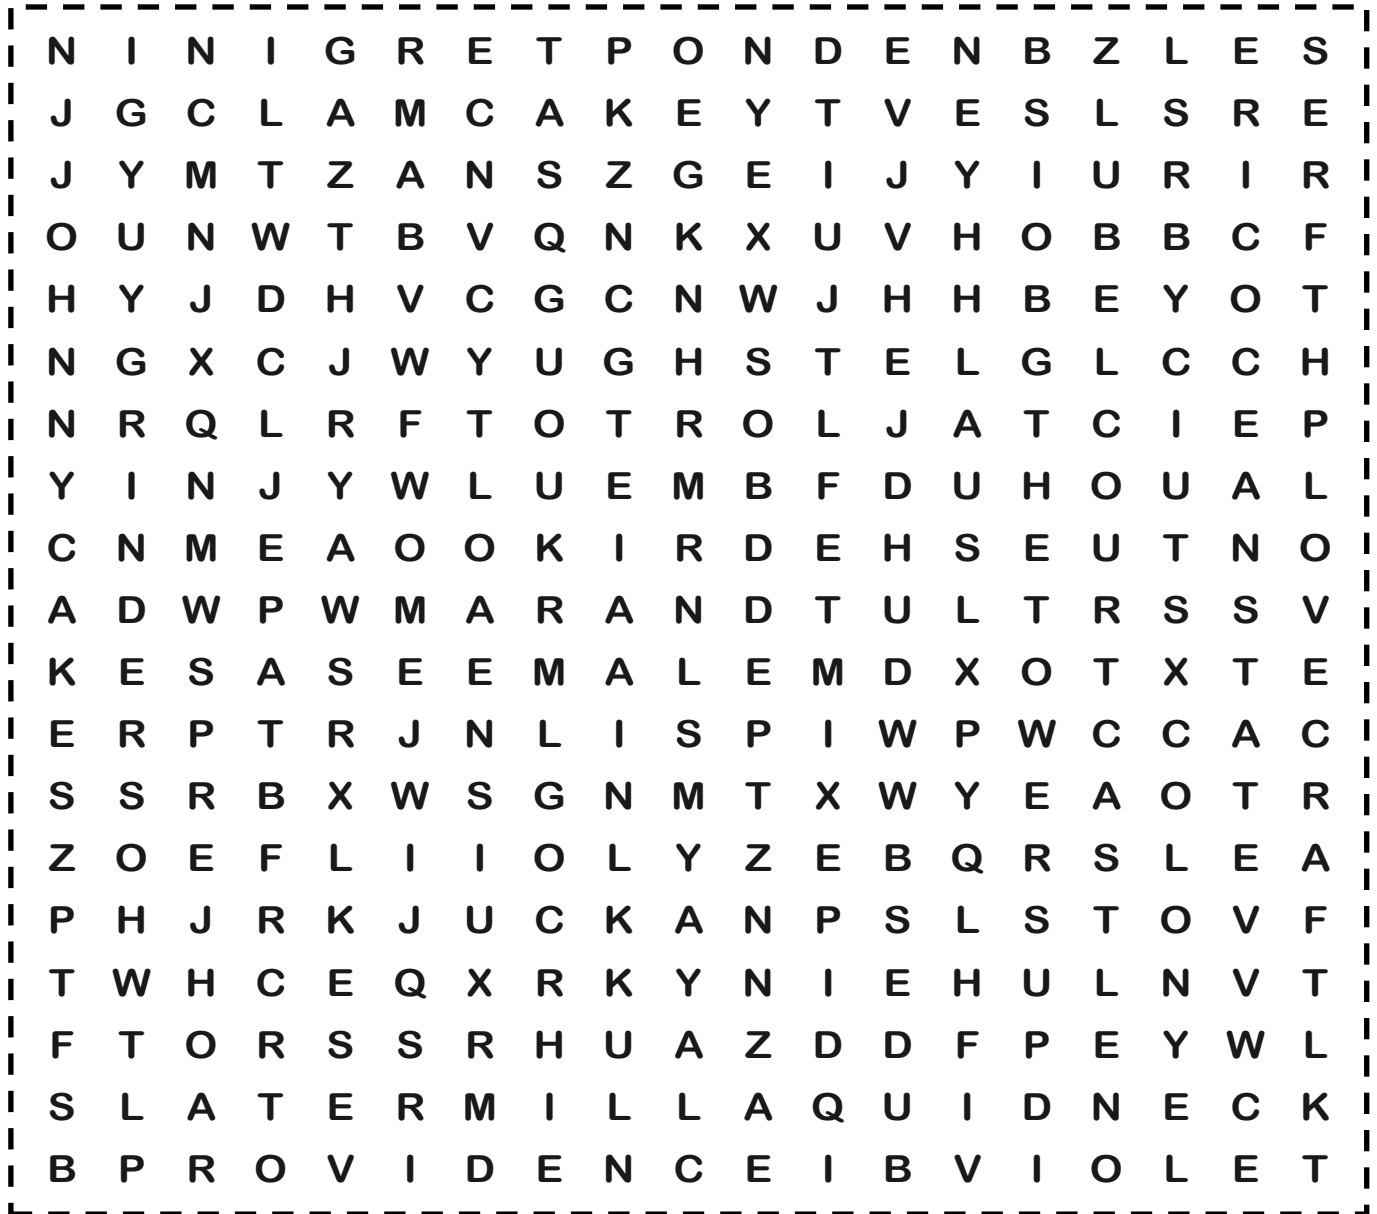 N I N I G R E T P O N D E N B Z L E S
J G C L A M C A K E Y T V E S L S R E
J Y M T Z A N S Z G E I J Y I U R I R
O U N W T B V Q N K X U V H O B B C F
H Y J D H V C G C N W J H H B E Y O T
N G X C J W Y U G H S T E L G L C C H
N R Q L R F T O T R O L J A T C I E P
Y I N J Y W L U E M B F D U H O U A L
C N M E A O O K I R D E H S E U T N O
A D W P W M A R A N D T U L T R S S V
K E S A S E E M A L E M D X O T X T E
E R P T R J N L I S P I W P W C C A C
S S R B X W S G N M T X W Y E A O T R
Z O E F L I I O L Y Z E B Q R S L E A
P H J R K J U C K A N P S L S T O V F
T W H C E Q X R K Y N I E H U L N V T
F T O R S S R H U A Z D D F P E Y W L
S L A T E R M I L L A Q U I D N E C K
B P R O V I D E N C E I B V I O L E T